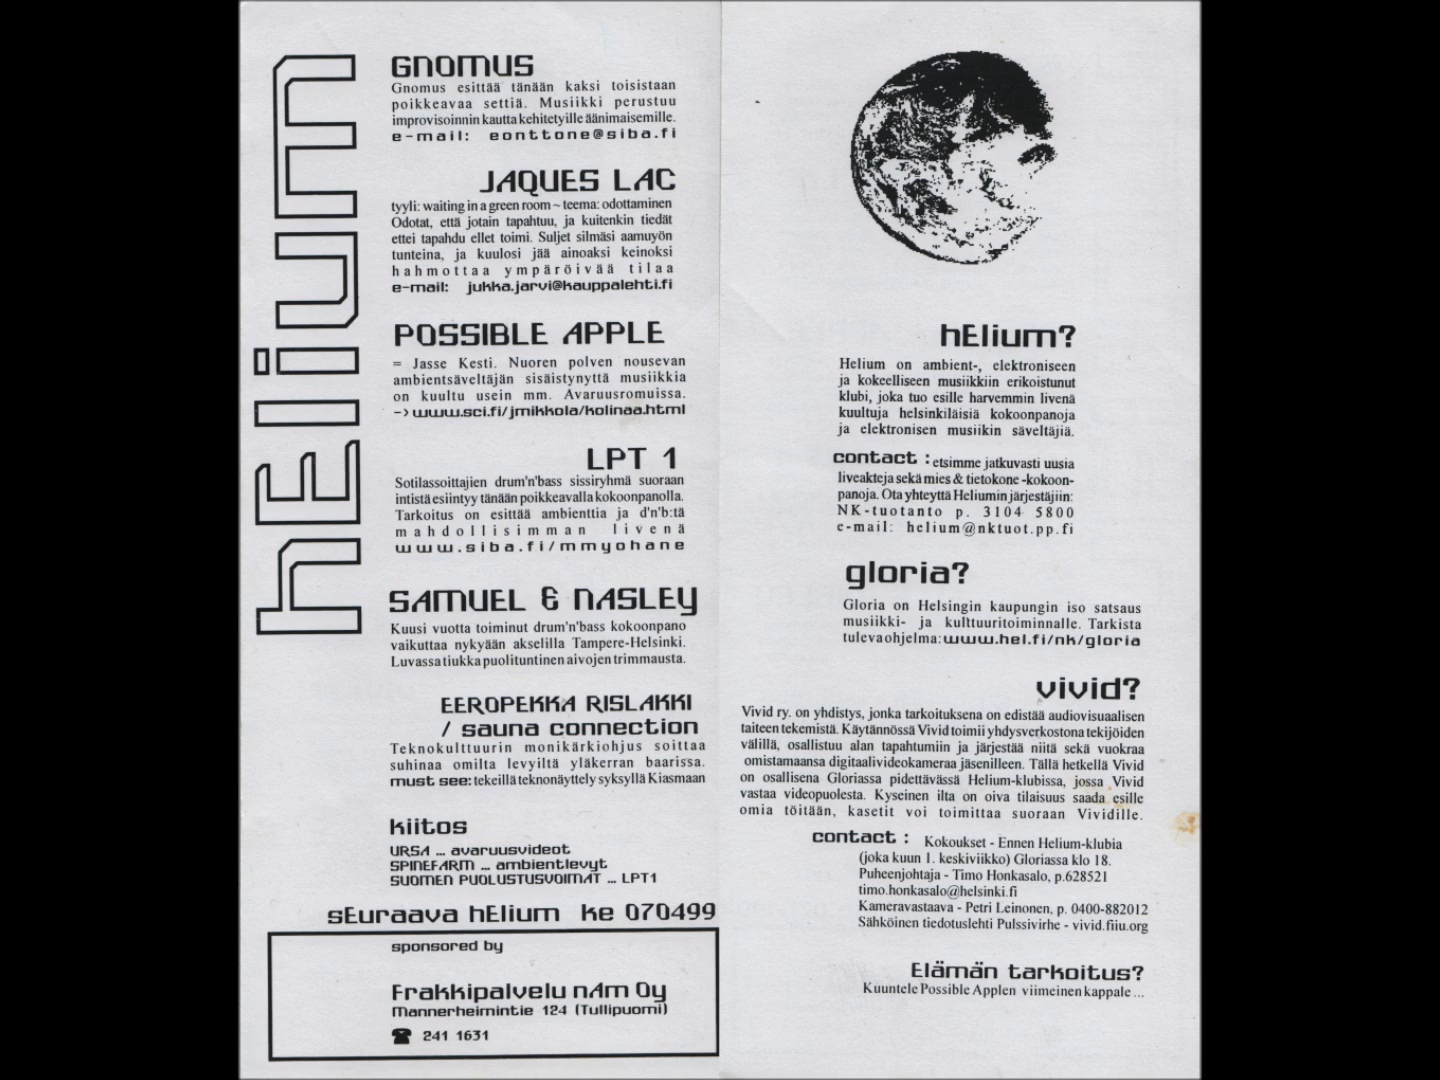 hElium
GNOMUS
Gnomus esittää tänään kaksi toisistaan
poikkeavaa settiä. Musiikki perustuu
improvisoinnin kautta kehitetyille äänimaisemille.
e-mail: eonttone@siba.fi
JAQUES LAC
tyyli: waiting in a green room ~ teema: odottaminen
Odotat, että jotain tapahtuu, ja kuitenkin tiedät
ettei tapahdu ellet toimi. Suljet silmäsi aamuyön
tunteina, ja kuulosi jää ainoaksi keinoksi
hahmottaa ympäröivää tilaa
e-mail: jukka.jarvi@kauppalehti.fi
POSSIBLE APPLE
= Jasse Kesti. Nuoren polven nousevan
ambientsäveltäjän sisäistynyttä musiikkia
on kuultu usein mm. Avaruusromuissa.
-> www.sci.fi/jmikkola/kolinaa.html
LPT 1
Sotilassoittajien drum'n'bass sissiryhmä suoraan
intistä esiintyy tänään poikkeavalla kokoonpanolla.
Tarkoitus on esittää ambienttia ja d'n'b:tä
mahdollisimman livenä
www.siba.fi/mmyohane
SAMUEL & NASLEY
Kuusi vuotta toiminut drum'n'bass kokoonpano
vaikuttaa nykyään akselilla Tampere-Helsinki.
Luvassa tiukka puolituntinen aivojen trimmausta.
EEROPEKKA RISLAKKI
/ sauna connection
Teknokulttuurin monikärkiohjus soittaa
suhinaa omilta levyiltä yläkerran baarissa.
must see: tekeillä teknonäyttely syksyllä Kiasmaan
kiitos
URSA ... avaruusvideot
SPINEFARM ... ambientlevyt
SUOMEN PUOLUSTUSVOIMAT ... LPT1
sEuraava hElium ke 070499
sponsored by
Frakkipalvelu nAm Oy
Mannerheimintie 124 (Tullipuomi)
☎ 241 1631
hElium?
Helium on ambient-, elektroniseen
ja kokeelliseen musiikkiin erikoistunut
klubi, joka tuo esille harvemmin livenä
kuultuja helsinkiläisiä kokoonpanoja
ja elektronisen musiikin säveltäjiä.
contact : etsimme jatkuvasti uusia
liveakteja sekä mies & tietokone -kokoon-
panoja. Ota yhteyttä Heliumin järjestäjiin:
NK-tuotanto p. 3104 5800
e-mail: helium@nktuot.pp.fi
gloria?
Gloria on Helsingin kaupungin iso satsaus
musiikki- ja kulttuuritoiminnalle. Tarkista
tuleva ohjelma: www.hel.fi/nk/gloria
vivid?
Vivid ry. on yhdistys, jonka tarkoituksena on edistää audiovisuaalisen
taiteen tekemistä. Käytännössä Vivid toimii yhdysverkostona tekijöiden
välillä, osallistuu alan tapahtumiin ja järjestää niitä sekä vuokraa
omistamaansa digitaalivideokameraa jäsenilleen. Tällä hetkellä Vivid
on osallisena Gloriassa pidettävässä Helium-klubissa, jossa Vivid
vastaa videopuolesta. Kyseinen ilta on oiva tilaisuus saada esille
omia töitään, kasetit voi toimittaa suoraan Vividille.
contact : Kokoukset - Ennen Helium-klubia
(joka kuun 1. keskiviikko) Gloriassa klo 18.
Puheenjohtaja - Timo Honkasalo, p.628521
timo.honkasalo@helsinki.fi
Kameravastaava - Petri Leinonen, p. 0400-882012
Sähköinen tiedotuslehti Pulssivirhe - vivid.fiiu.org
Elämän tarkoitus?
Kuuntele Possible Applen viimeinen kappale ...